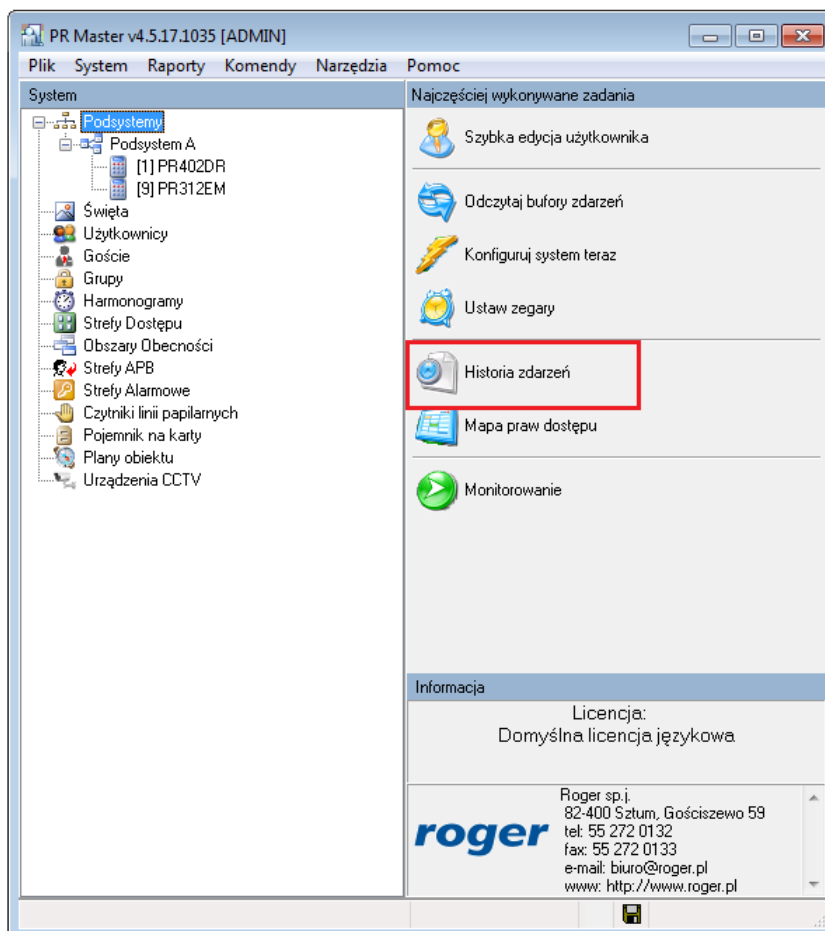 PR Master v4.5.17.1035 [ADMIN]
Plik System Raporty Komendy Narzędzia Pomoc
System
Podsystemy
Podsystem A
[1] PR402DR
[9] PR312EM
Święta
Użytkownicy
Goście
Grupy
Harmonogramy
Strefy Dostępu
Obszary Obecności
Strefy APB
Strefy Alarmowe
Czytniki linii papilarnych
Pojemnik na karty
Plany obiektu
Urządzenia CCTV
Najczęściej wykonywane zadania
Szybka edycja użytkownika
Odczytaj bufory zdarzeń
Konfiguruj system teraz
Ustaw zegary
Historia zdarzeń
Mapa praw dostępu
Monitorowanie
Informacja
Licencja:
Domyślna licencja językowa
roger
Roger sp.j.
82-400 Sztum, Gościszewo 59
tel: 55 272 0132
fax: 55 272 0133
e-mail: biuro@roger.pl
www: http://www.roger.pl